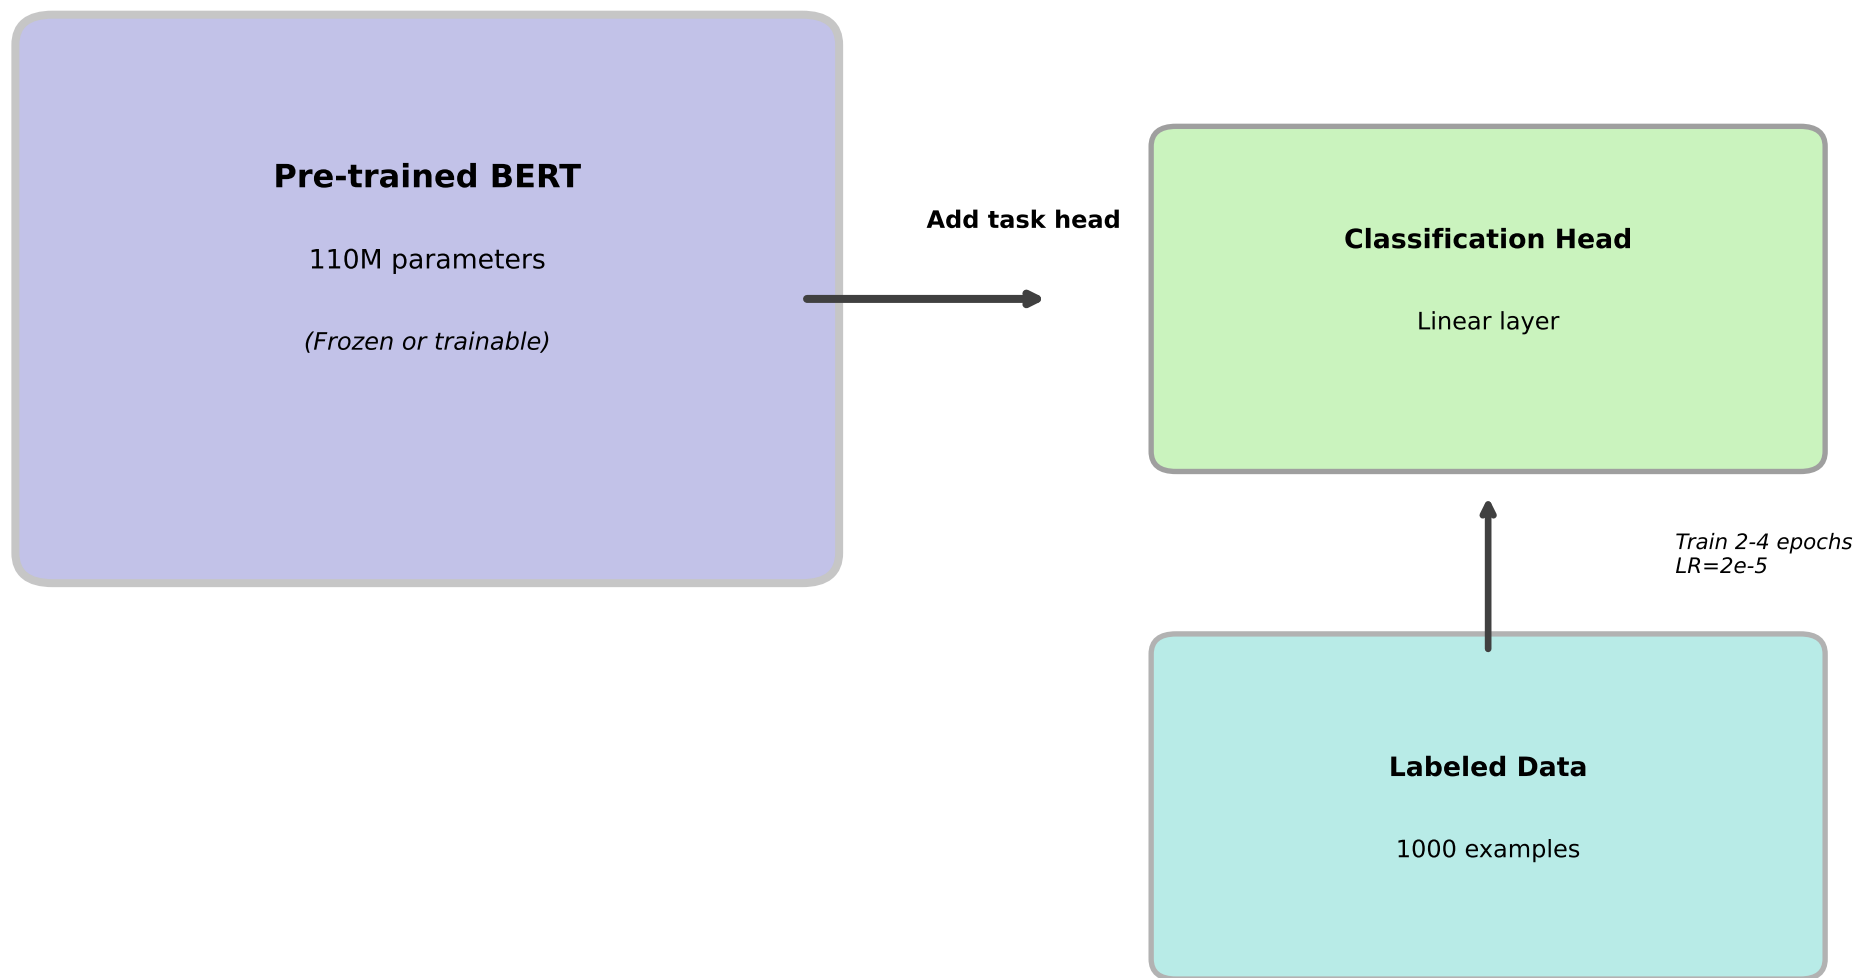 Pre-trained BERT
110M parameters
(Frozen or trainable)
Add task head
Classification Head
Linear layer
Train 2-4 epochs
LR=2e-5
Labeled Data
1000 examples